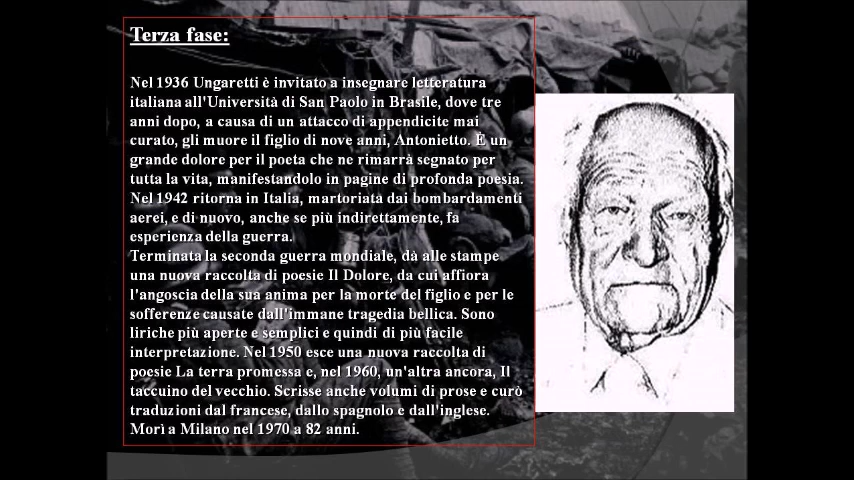 Terza fase:
Nel 1936 Ungaretti è invitato a insegnare letteratura
italiana all'Università di San Paolo in Brasile, dove tre
anni dopo, a causa di un attacco di appendicite mai
curato, gli muore il figlio di nove anni, Antonietto. È un
grande dolore per il poeta che ne rimarrà segnato per
tutta la vita, manifestandolo in pagine di profonda poesia.
Nel 1942 ritorna in Italia, martoriata dai bombardamenti
aerei, e di nuovo, anche se più indirettamente, fa
esperienza della guerra.
Terminata la seconda guerra mondiale, dà alle stampe
una nuova raccolta di poesie Il Dolore, da cui affiora
l'angoscia della sua anima per la morte del figlio e per le
sofferenze causate dall'immane tragedia bellica. Sono
liriche più aperte e semplici e quindi di più facile
interpretazione. Nel 1950 esce una nuova raccolta di
poesie La terra promessa e, nel 1960, un'altra ancora, Il
taccuino del vecchio. Scrisse anche volumi di prose e curò
traduzioni dal francese, dallo spagnolo e dall'inglese.
Morì a Milano nel 1970 a 82 anni.